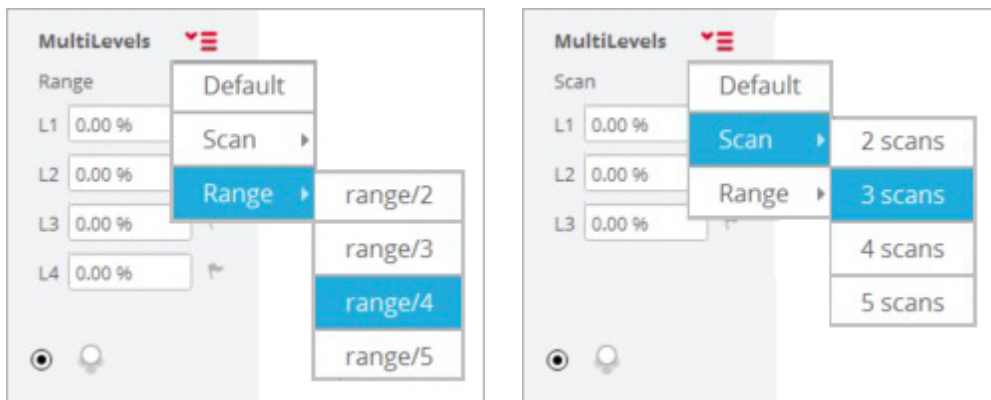 MultiLevels
Range
Default
L1 0.00 %
Scan
L2 0.00 %
Range
range/2
L3 0.00 %
range/3
L4 0.00 %
range/4
range/5
MultiLevels
Scan
Default
L1 0.00 %
Scan
2 scans
L2 0.00 %
Range
3 scans
L3 0.00 %
4 scans
5 scans